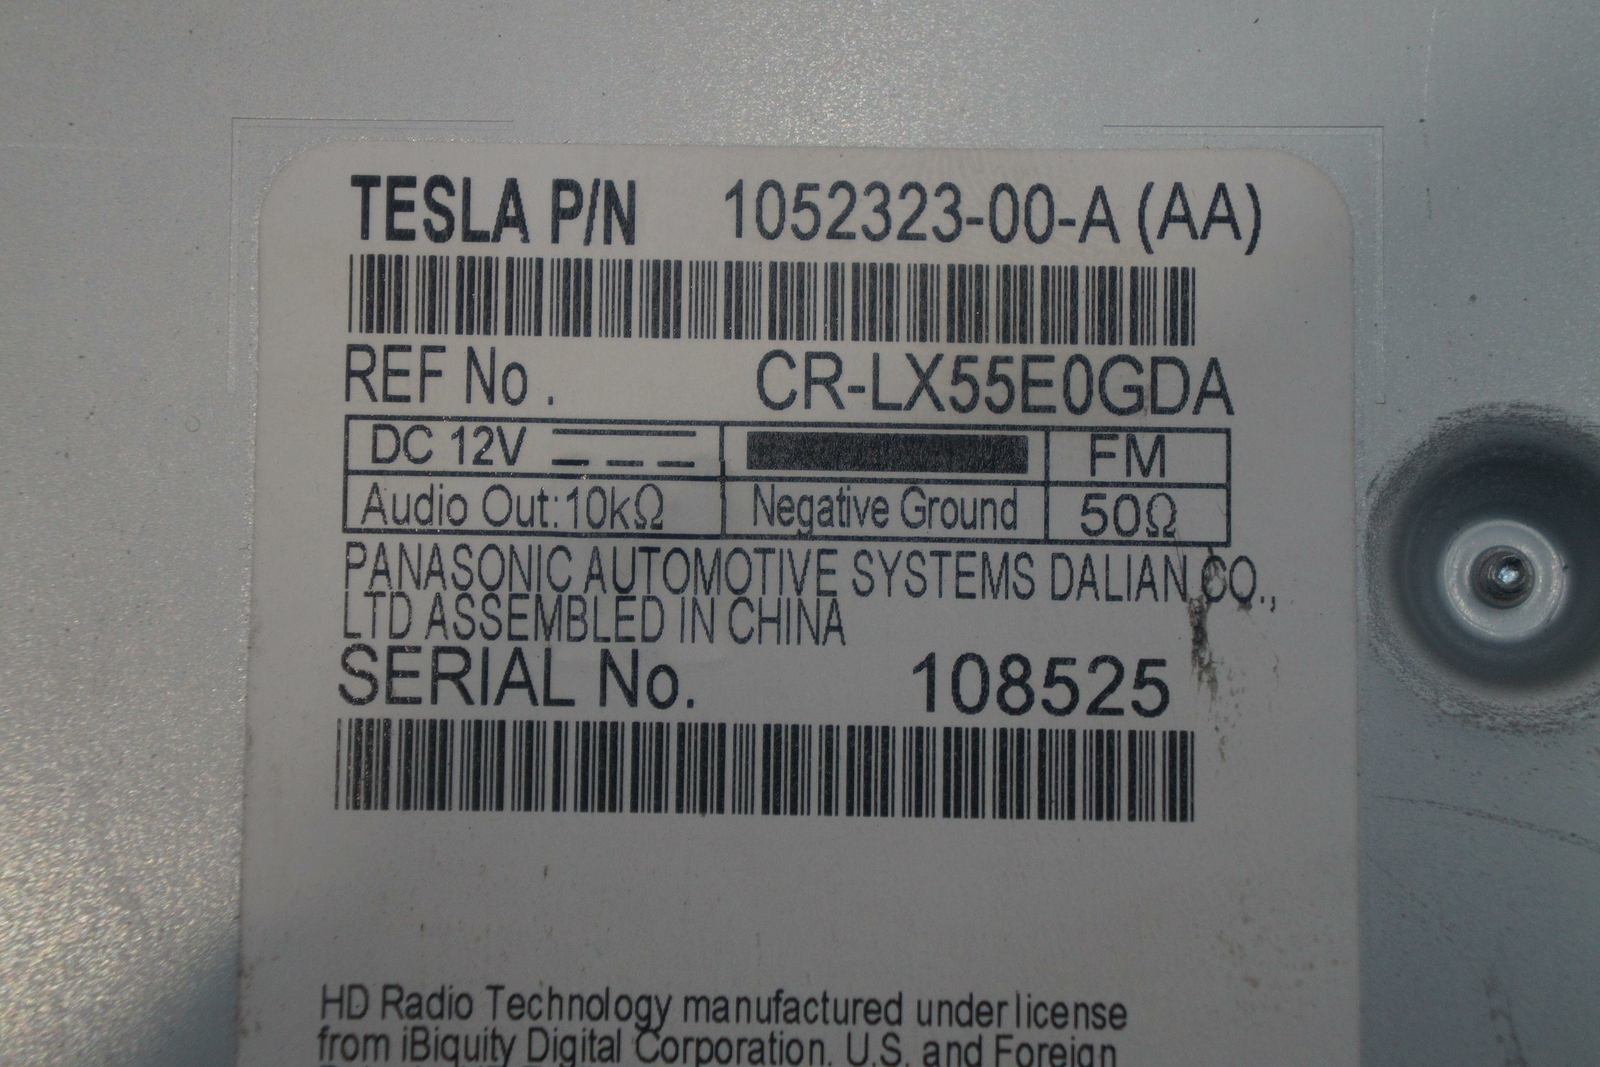 TESLA P/N 1052323-00-A (AA)
REF No. CR-LX55E0GDA
DC 12V FM
Audio Out:10kΩ Negative Ground 50Ω
PANASONIC AUTOMOTIVE SYSTEMS DALIAN CO.,
LTD ASSEMBLED IN CHINA
SERIAL No. 108525
HD Radio Technology manufactured under license
from iBiquity Digital Corporation. U.S. and Foreign